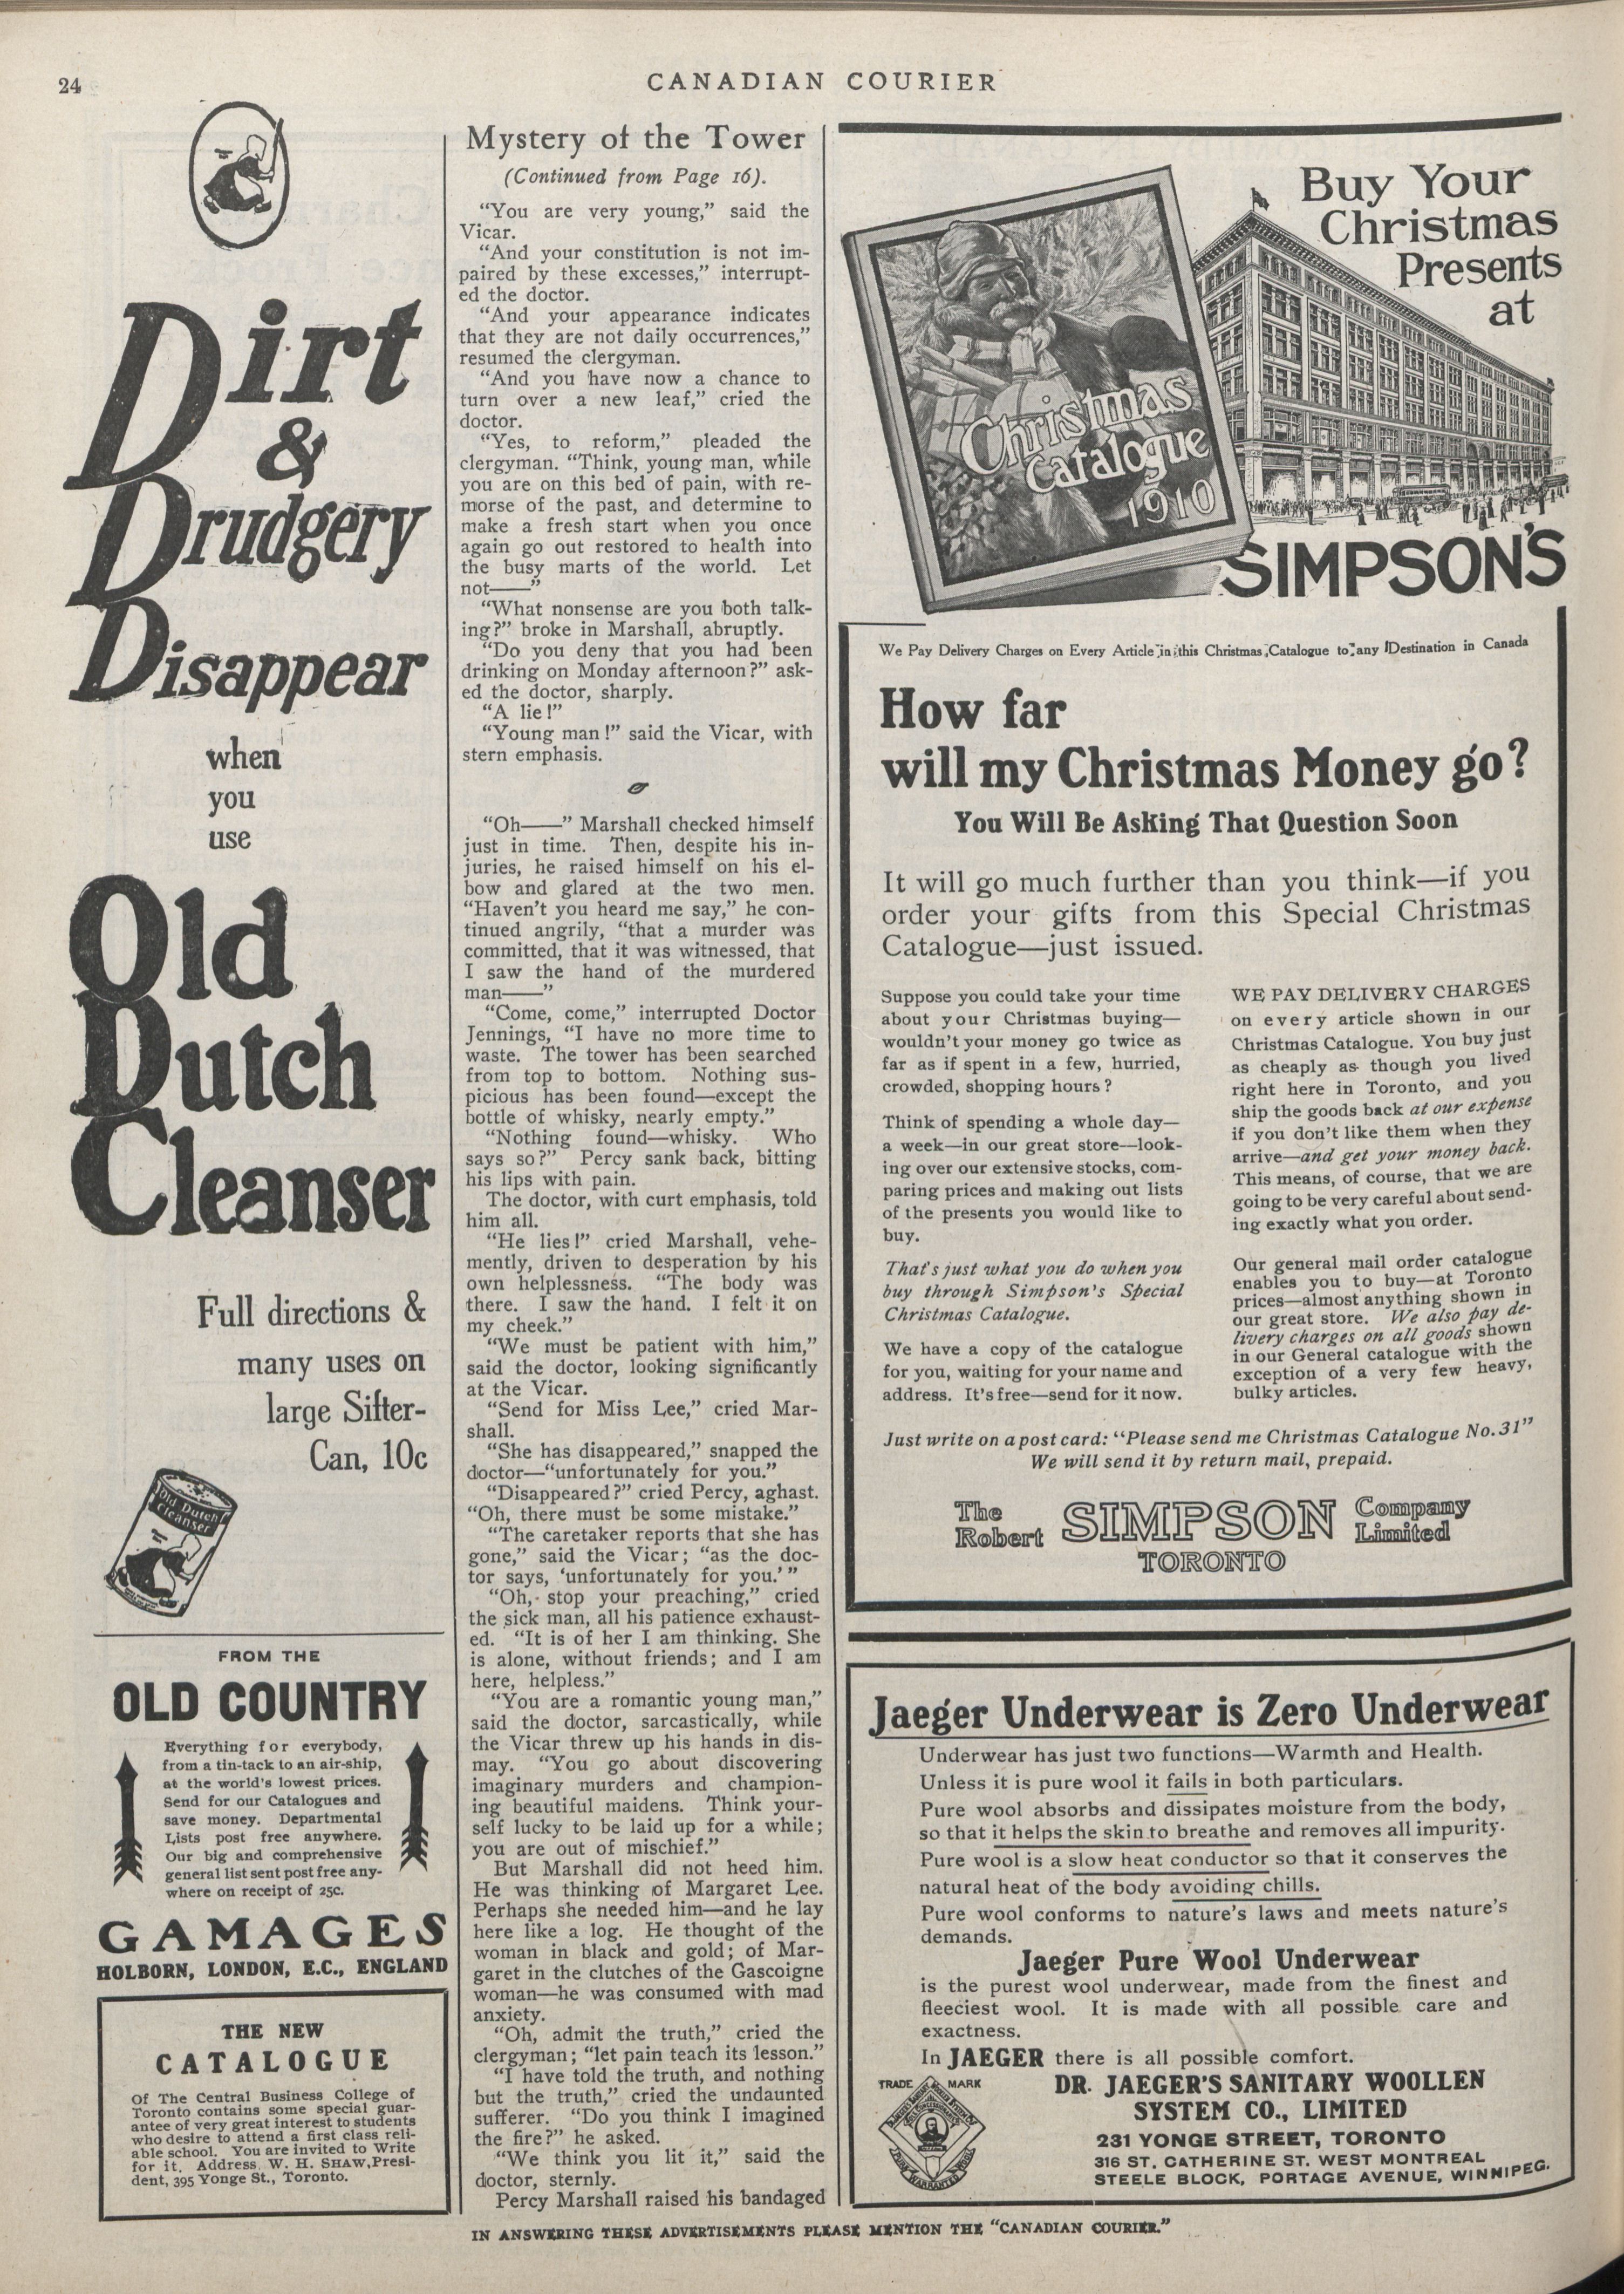 24
CANADIAN COURIER
Dirt
&
Drudgery
Disappear
when
you
use
Old
Dutch
Cleanser
Full directions &
many uses on
large Sifter-
Can, 10c
Old Dutch
Cleanser
FROM THE
OLD COUNTRY
Everything for everybody,
from a tin-tack to an air-ship,
at the world's lowest prices.
Send for our Catalogues and
save money. Departmental
Lists post free anywhere.
Our big and comprehensive
general list sent post free any-
where on receipt of 25c.
GAMAGES
HOLBORN, LONDON, E.C., ENGLAND
THE NEW
CATALOGUE
Of The Central Business College of
Toronto contains some special guar-
antee of very great interest to students
who desire to attend a first class reli-
able school. You are invited to Write
for it. Address, W. H. SHAW, Presi-
dent, 395 Yonge St., Toronto.
Mystery of the Tower
(Continued from Page 16).
“You are very young,” said the
Vicar.
“And your constitution is not im-
paired by these excesses,” interrupt-
ed the doctor.
“And your appearance indicates
that they are not daily occurrences,”
resumed the clergyman.
“And you have now a chance to
turn over a new leaf,” cried the
doctor.
“Yes, to reform,” pleaded the
clergyman. “Think, young man, while
you are on this bed of pain, with re-
morse of the past, and determine to
make a fresh start when you once
again go out restored to health into
the busy marts of the world. Let
not——”
“What nonsense are you both talk-
ing?” broke in Marshall, abruptly.
“Do you deny that you had been
drinking on Monday afternoon?” ask-
ed the doctor, sharply.
“A lie!”
“Young man!” said the Vicar, with
stern emphasis.
“Oh——” Marshall checked himself
just in time. Then, despite his in-
juries, he raised himself on his el-
bow and glared at the two men.
“Haven't you heard me say,” he con-
tinued angrily, “that a murder was
committed, that it was witnessed, that
I saw the hand of the murdered
man——”
“Come, come,” interrupted Doctor
Jennings, “I have no more time to
waste. The tower has been searched
from top to bottom. Nothing sus-
picious has been found—except the
bottle of whisky, nearly empty.”
“Nothing found—whisky. Who
says so?” Percy sank back, bitting
his lips with pain.
The doctor, with curt emphasis, told
him all.
“He lies!” cried Marshall, vehe-
mently, driven to desperation by his
own helplessness. “The body was
there. I saw the hand. I felt it on
my cheek.”
“We must be patient with him,”
said the doctor, looking significantly
at the Vicar.
“Send for Miss Lee,” cried Mar-
shall.
“She has disappeared,” snapped the
doctor—“unfortunately for you.”
“Disappeared?” cried Percy, aghast.
“Oh, there must be some mistake.”
“The caretaker reports that she has
gone,” said the Vicar; “as the doc-
tor says, ‘unfortunately for you.’”
“Oh, stop your preaching,” cried
the sick man, all his patience exhaust-
ed. “It is of her I am thinking. She
is alone, without friends; and I am
here, helpless.”
“You are a romantic young man,”
said the doctor, sarcastically, while
the Vicar threw up his hands in dis-
may. “You go about discovering
imaginary murders and champion-
ing beautiful maidens. Think your-
self lucky to be laid up for a while;
you are out of mischief.”
But Marshall did not heed him.
He was thinking of Margaret Lee.
Perhaps she needed him—and he lay
here like a log. He thought of the
woman in black and gold; of Mar-
garet in the clutches of the Gascoigne
woman—he was consumed with mad
anxiety.
“Oh, admit the truth,” cried the
clergyman; “let pain teach its lesson.”
“I have told the truth, and nothing
but the truth,” cried the undaunted
sufferer. “Do you think I imagined
the fire?” he asked.
“We think you lit it,” said the
doctor, sternly.
Percy Marshall raised his bandaged
Buy Your
Christmas
Presents
at
Christmas
Catalogue
1910
SIMPSON'S
We Pay Delivery Charges on Every Article in this Christmas Catalogue to any Destination in Canada
How far
will my Christmas Money go?
You Will Be Asking That Question Soon
It will go much further than you think—if you
order your gifts from this Special Christmas
Catalogue—just issued.
Suppose you could take your time
about your Christmas buying—
wouldn't your money go twice as
far as if spent in a few, hurried,
crowded, shopping hours?
Think of spending a whole day—
a week—in our great store—look-
ing over our extensive stocks, com-
paring prices and making out lists
of the presents you would like to
buy.
That's just what you do when you
buy through Simpson's Special
Christmas Catalogue.
We have a copy of the catalogue
for you, waiting for your name and
address. It's free—send for it now.
WE PAY DELIVERY CHARGES
on every article shown in our
Christmas Catalogue. You buy just
as cheaply as though you lived
right here in Toronto, and you
ship the goods back at our expense
if you don't like them when they
arrive—and get your money back.
This means, of course, that we are
going to be very careful about send-
ing exactly what you order.
Our general mail order catalogue
enables you to buy—at Toronto
prices—almost anything shown in
our great store. We also pay de-
livery charges on all goods shown
in our General catalogue with the
exception of a very few heavy,
bulky articles.
Just write on a post card: “Please send me Christmas Catalogue No. 31”
We will send it by return mail, prepaid.
The Robert SIMPSON Company Limited
TORONTO
Jaeger Underwear is Zero Underwear
Underwear has just two functions—Warmth and Health.
Unless it is pure wool it fails in both particulars.
Pure wool absorbs and dissipates moisture from the body,
so that it helps the skin to breathe and removes all impurity.
Pure wool is a slow heat conductor so that it conserves the
natural heat of the body avoiding chills.
Pure wool conforms to nature's laws and meets nature's
demands.
Jaeger Pure Wool Underwear
is the purest wool underwear, made from the finest and
fleeciest wool. It is made with all possible care and
exactness.
In JAEGER there is all possible comfort.
TRADE MARK
DR. JAEGER'S SANITARY WOOLLEN
SYSTEM CO., LIMITED
231 YONGE STREET, TORONTO
316 ST. CATHERINE ST. WEST MONTREAL
STEELE BLOCK, PORTAGE AVENUE, WINNIPEG.
IN ANSWERING THESE ADVERTISEMENTS PLEASE MENTION THE “CANADIAN COURIER.”